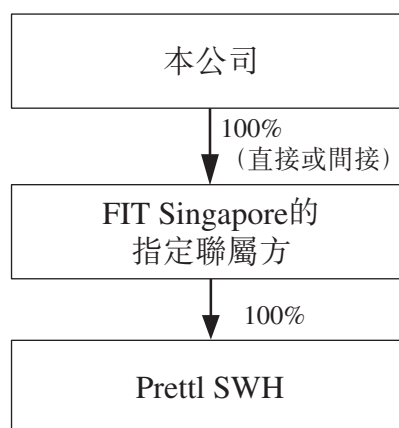 本公司
100%
（直接或間接）
FIT Singapore的
指定聯屬方
100%
Prettl SWH